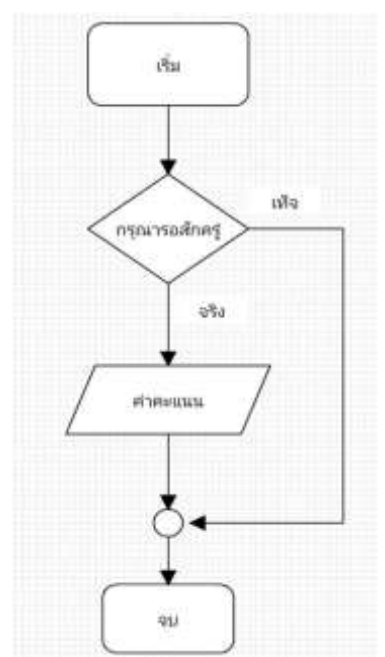 เริ่ม
เท็จ
กรุณารอสักครู่
จริง
ค่าคะแนน
จบ